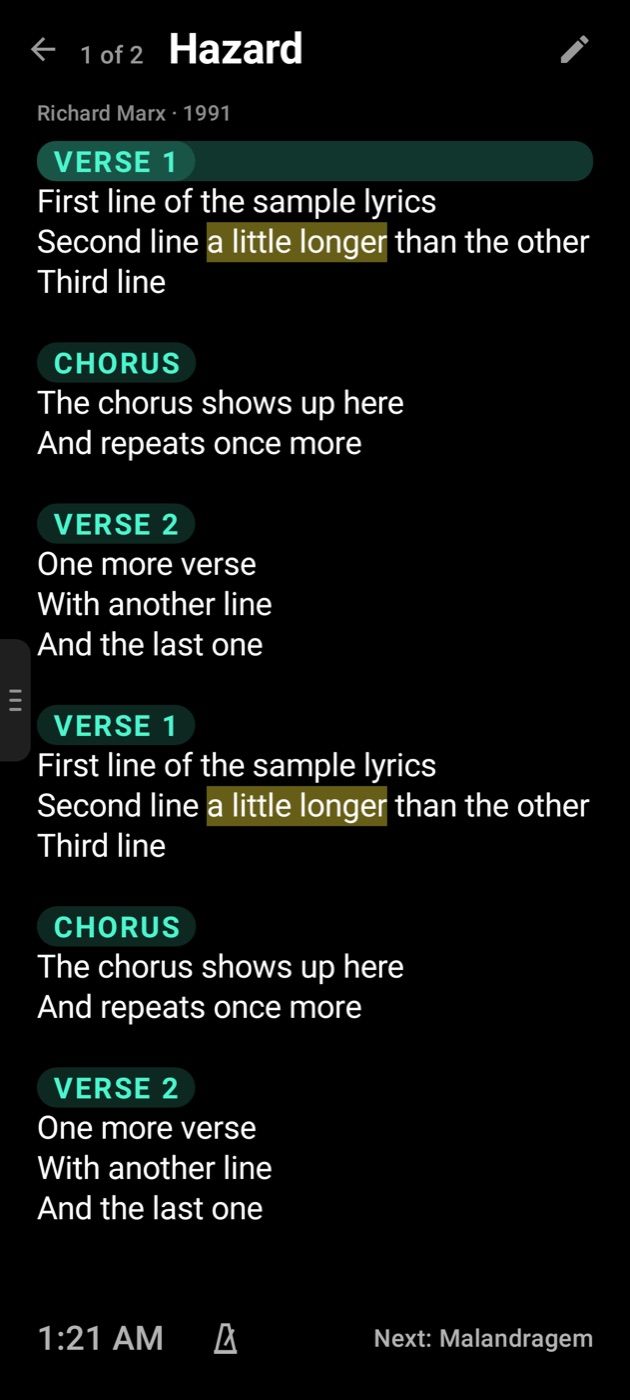 1 of 2 Hazard
Richard Marx · 1991
VERSE 1
First line of the sample lyrics
Second line a little longer than the other
Third line
CHORUS
The chorus shows up here
And repeats once more
VERSE 2
One more verse
With another line
And the last one
VERSE 1
First line of the sample lyrics
Second line a little longer than the other
Third line
CHORUS
The chorus shows up here
And repeats once more
VERSE 2
One more verse
With another line
And the last one
1:21 AM Next: Malandragem